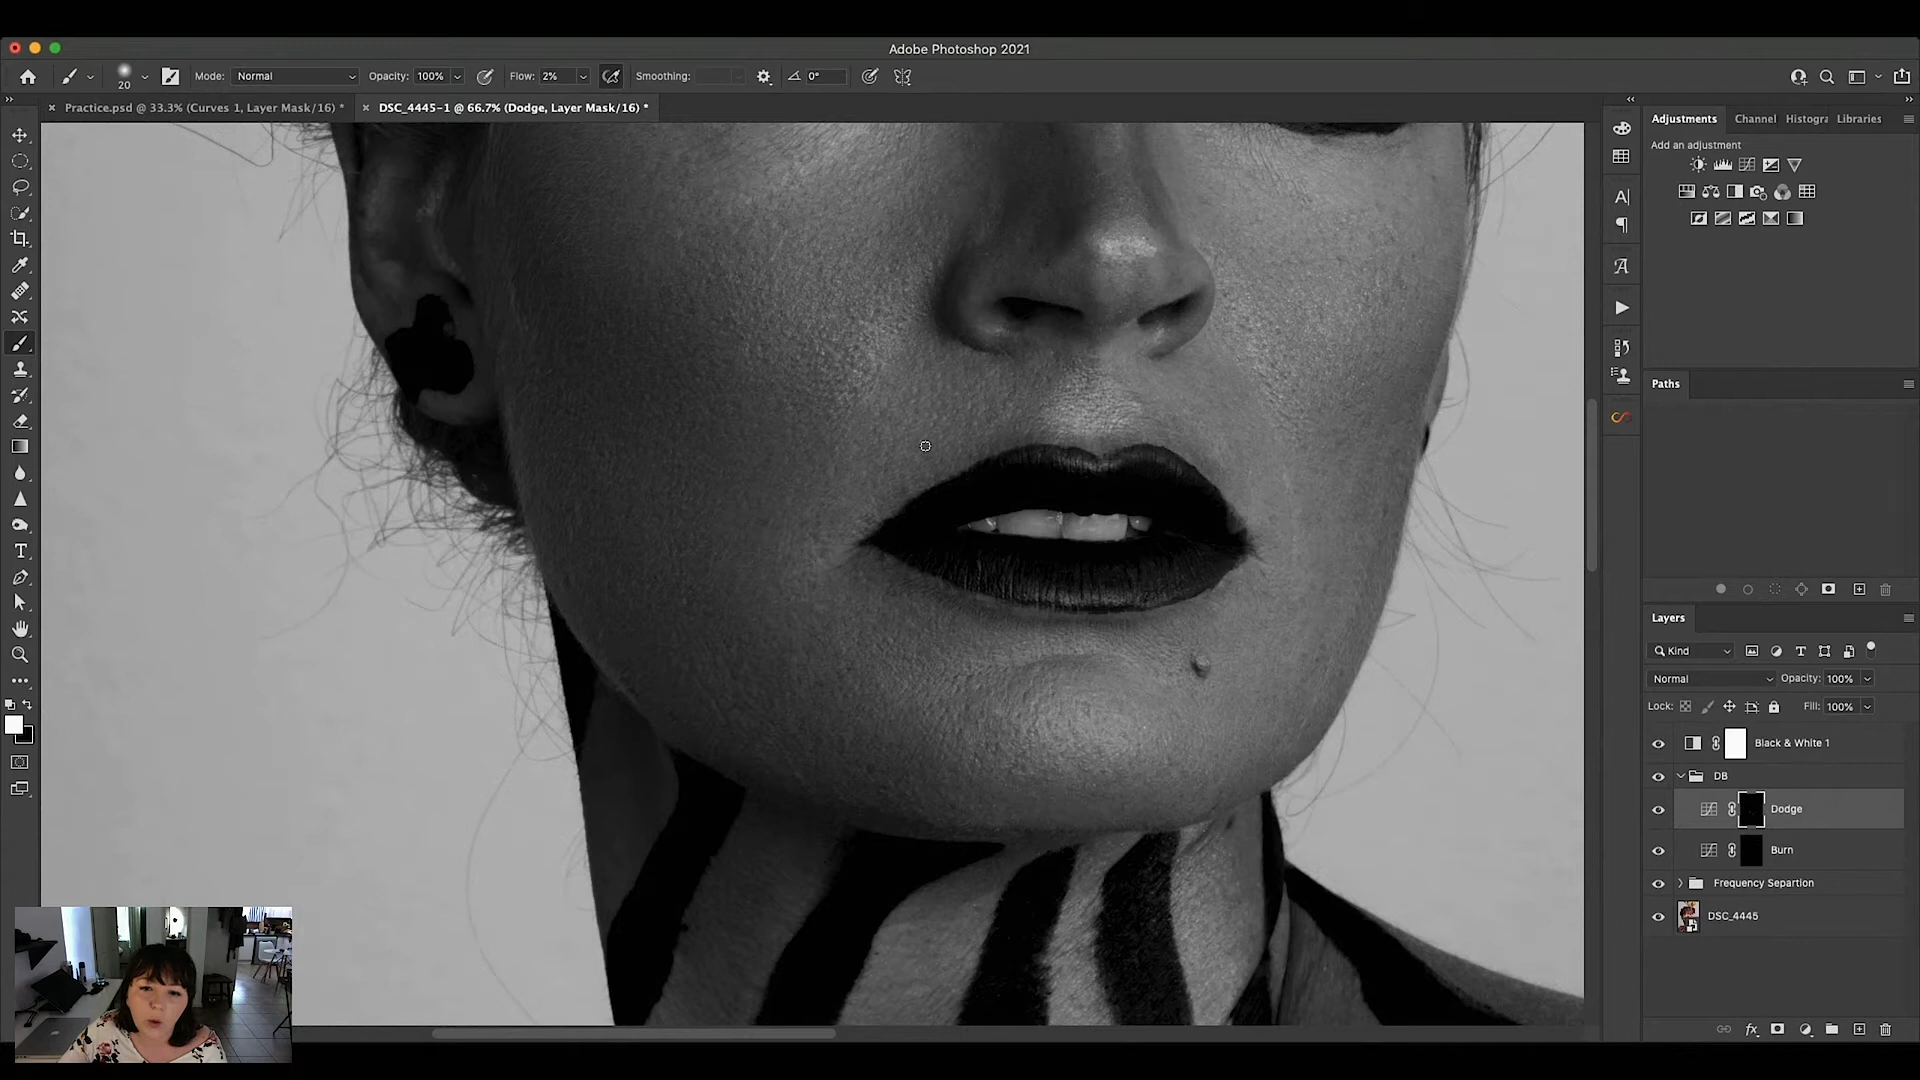 Adobe Photoshop 2021
20
Mode: Normal
Opacity: 100%
Flow: 2%
Smoothing:
0°
Practice.psd @ 33.3% (Curves 1, Layer Mask/16) *
DSC_4445-1 @ 66.7% (Dodge, Layer Mask/16) *
Adjustments
Channel
Histogra
Libraries
Add an adjustment
Paths
Layers
Kind
Normal
Opacity: 100%
Lock:
Fill: 100%
Black & White 1
DB
Dodge
Burn
Frequency Separtion
DSC_4445